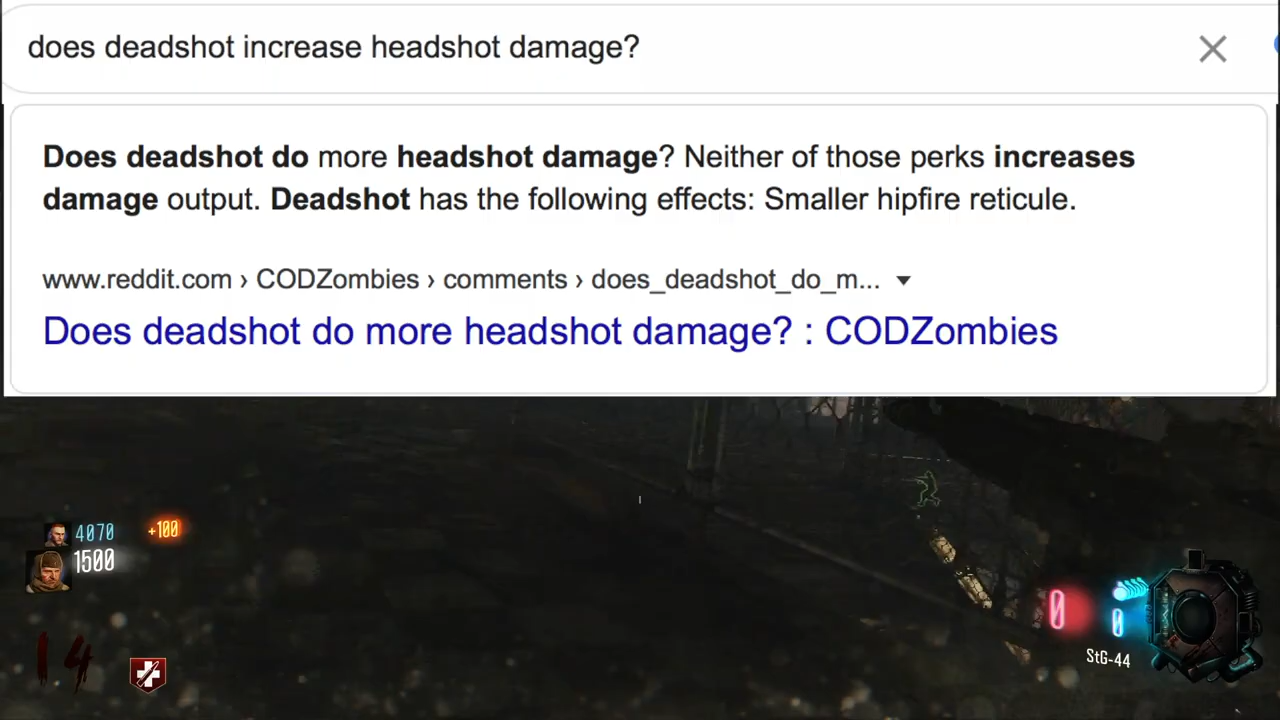 does deadshot increase headshot damage?
Does deadshot do more headshot damage? Neither of those perks increases
damage output. Deadshot has the following effects: Smaller hipfire reticule.
www.reddit.com › CODZombies › comments › does_deadshot_do_m...
Does deadshot do more headshot damage? : CODZombies
4070
+100
1500
0
0
StG-44
14